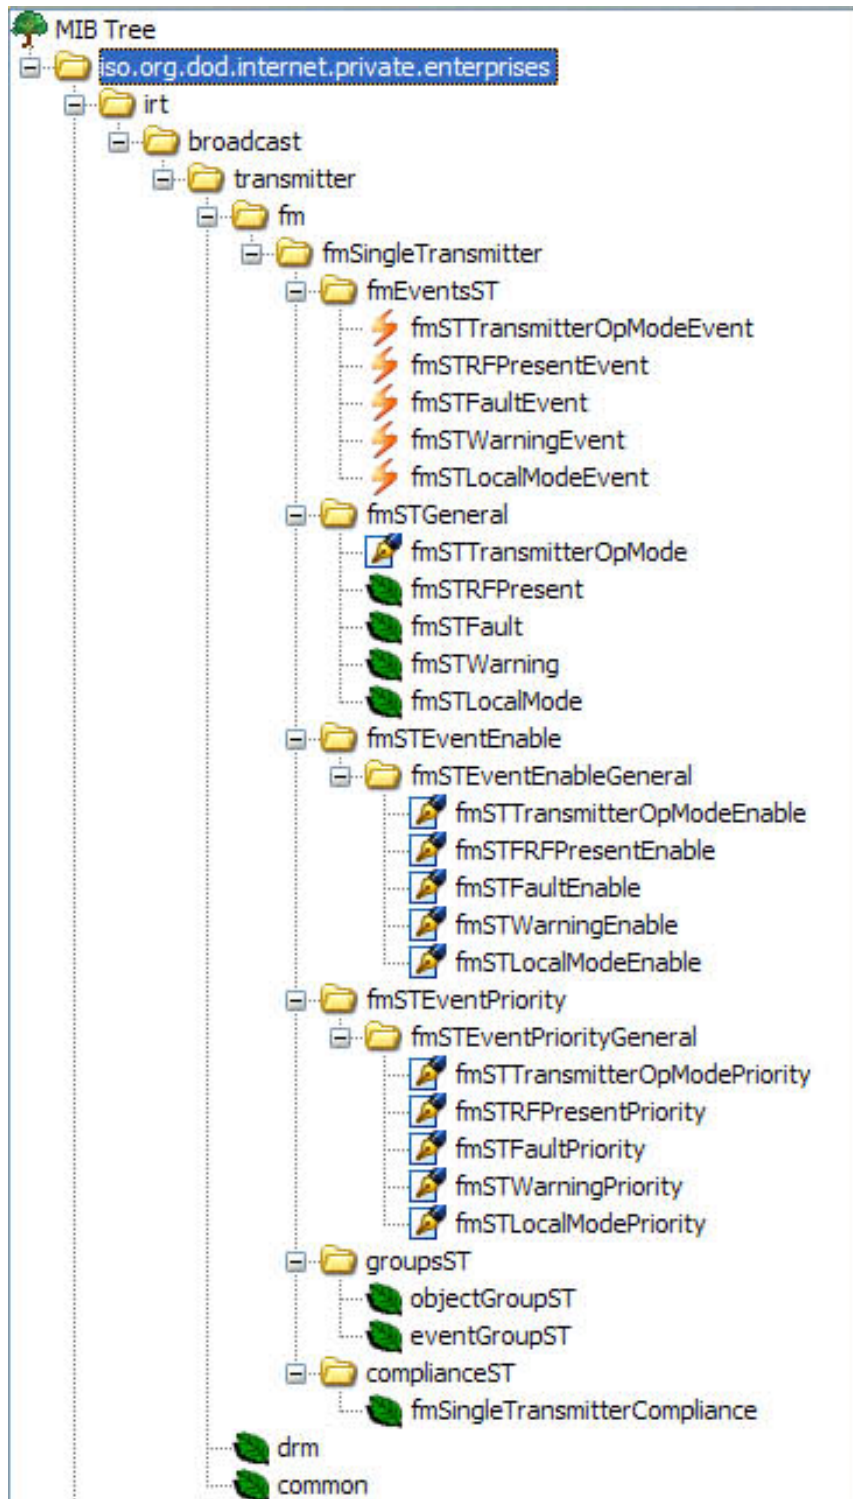 MIB Tree
iso.org.dod.internet.private.enterprises
irt
broadcast
transmitter
fm
fmSingleTransmitter
fmEventsST
fmSTTransmitterOpModeEvent
fmSTRFPresentEvent
fmSTFaultEvent
fmSTWarningEvent
fmSTLocalModeEvent
fmSTGeneral
fmSTTransmitterOpMode
fmSTRFPresent
fmSTFault
fmSTWarning
fmSTLocalMode
fmSTEventEnable
fmSTEventEnableGeneral
fmSTTransmitterOpModeEnable
fmSTFRFPresentEnable
fmSTFaultEnable
fmSTWarningEnable
fmSTLocalModeEnable
fmSTEventPriority
fmSTEventPriorityGeneral
fmSTTransmitterOpModePriority
fmSTRFPresentPriority
fmSTFaultPriority
fmSTWarningPriority
fmSTLocalModePriority
groupsST
objectGroupST
eventGroupST
complianceST
fmSingleTransmitterCompliance
drm
common